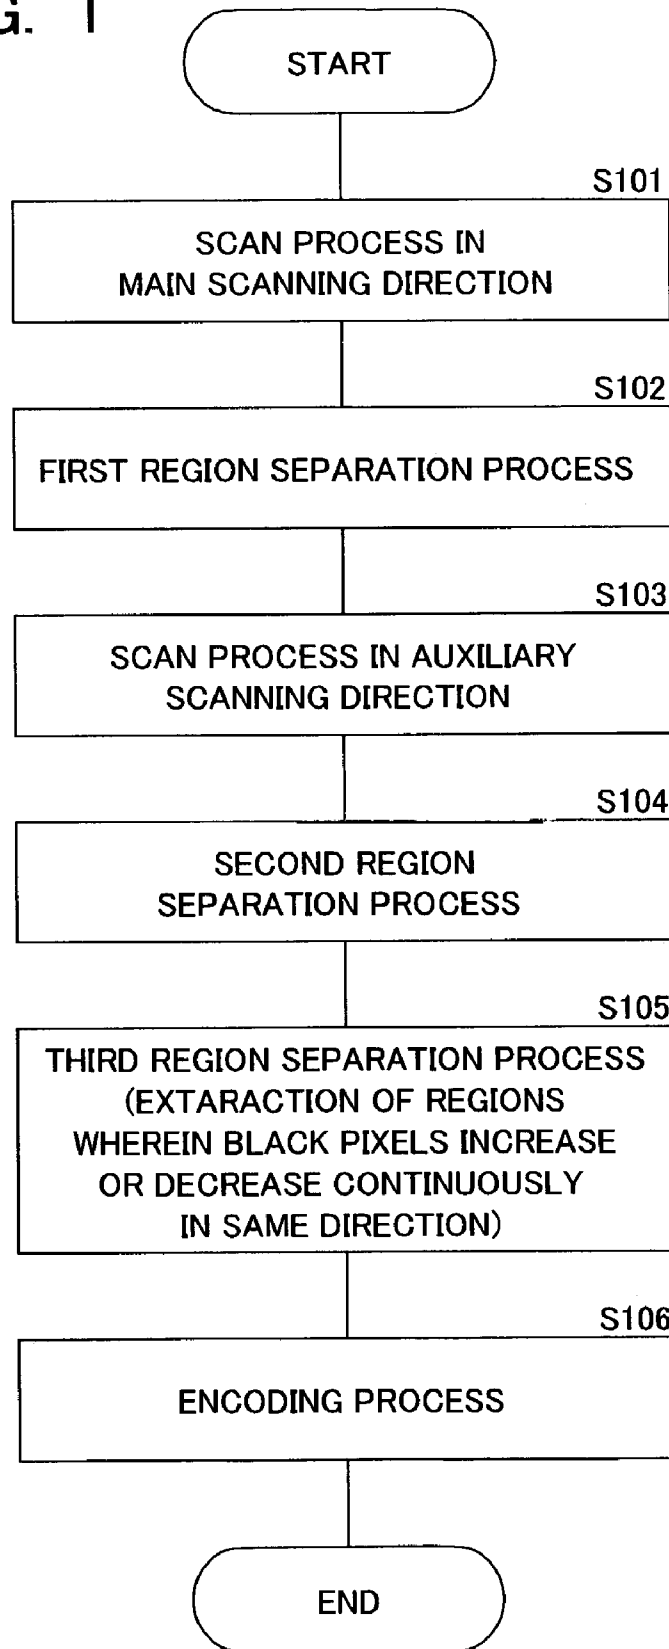 G. 1
START
S101
SCAN PROCESS IN
MAIN SCANNING DIRECTION
S102
FIRST REGION SEPARATION PROCESS
S103
SCAN PROCESS IN AUXILIARY
SCANNING DIRECTION
S104
SECOND REGION
SEPARATION PROCESS
S105
THIRD REGION SEPARATION PROCESS
(EXTARACTION OF REGIONS
WHEREIN BLACK PIXELS INCREASE
OR DECREASE CONTINUOUSLY
IN SAME DIRECTION)
S106
ENCODING PROCESS
END